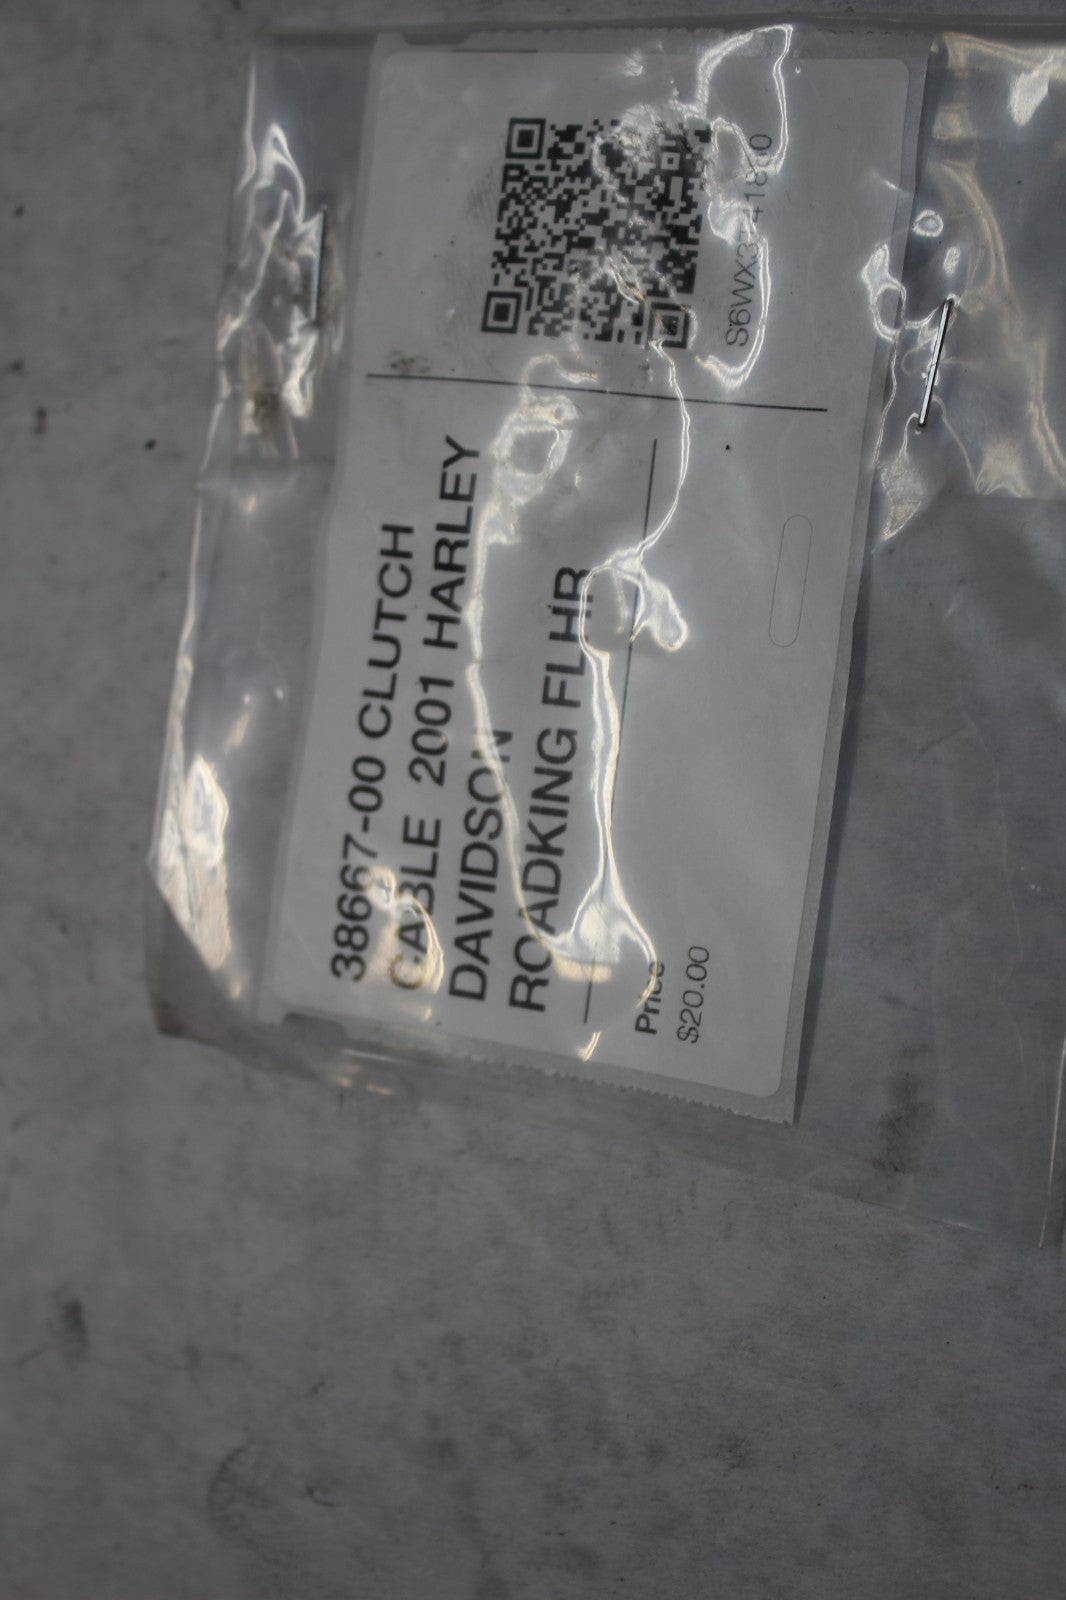 38667-00 CLUTCH
CABLE 2001 HARLEY
DAVIDSON
ROADKING FLHR
Price
$20.00